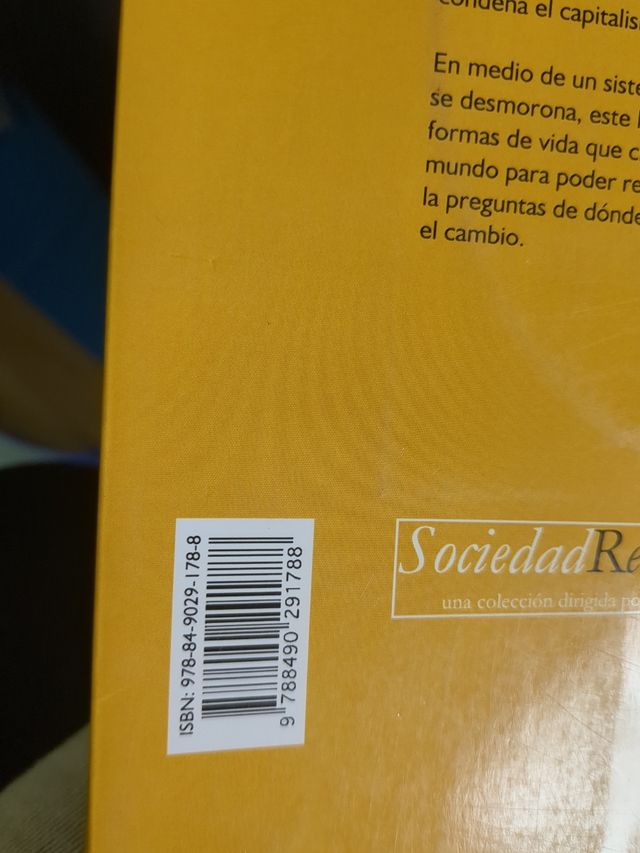 condena el capitalis
En medio de un siste
se desmorona, este l
formas de vida que c
mundo para poder re
la preguntas de dónde
el cambio.
SociedadRe
una colección dirigida po
ISBN: 978-84-9029-178-8
9 788490 291788